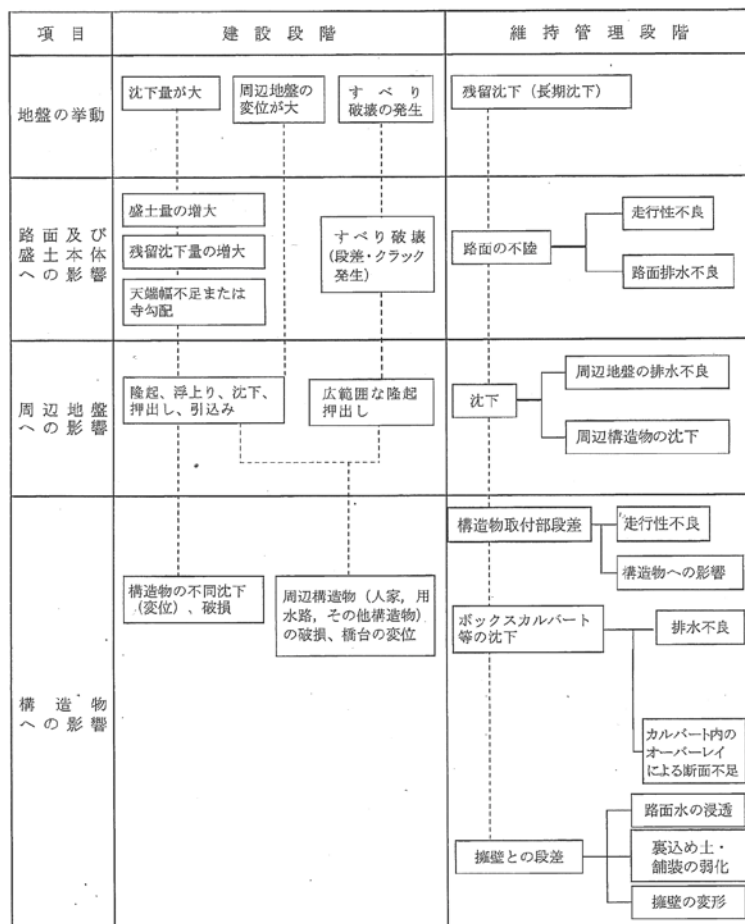 項目
建設段階
維持管理段階
地盤の挙動
沈下量が大
周辺地盤の
変位が大
すべり
破壊の発生
残留沈下（長期沈下）
路面及び
盛土本体
への影響
盛土量の増大
残留沈下量の増大
天端幅不足または
寺勾配
すべり破壊
(段差・クラック
発生)
路面の不陸
走行性不良
路面排水不良
周辺地盤
への影響
隆起、浮上り、沈下、
押出し、引込み
広範囲な隆起
押出し
沈下
周辺地盤の排水不良
周辺構造物の沈下
構造物
への影響
構造物の不同沈下
（変位）、破損
周辺構造物（人家，用
水路，その他構造物）
の破損、橋台の変位
構造物取付部段差
走行性不良
構造物への影響
ボックスカルバート
等の沈下
排水不良
カルバート内の
オーバーレイ
による断面不足
擁壁との段差
路面水の浸透
裏込め土・
舗装の弱化
擁壁の変形